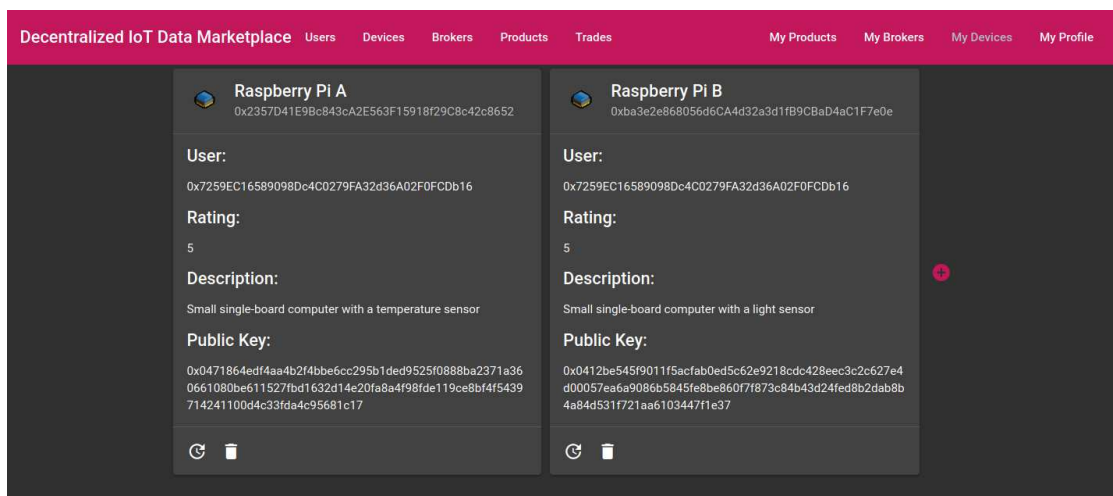 Decentralized IoT Data Marketplace Users Devices Brokers Products Trades My Products My Brokers My Devices My Profile
Raspberry Pi A
0x2357D41E9Bc843cA2E563F15918f29C8c42c8652
User:
0x7259EC16589098Dc4C0279FA32d36A02F0FCDb16
Rating:
5
Description:
Small single-board computer with a temperature sensor
Public Key:
0x0471864edf4aa4b2f4bbe6cc295b1ded9525f0888ba2371a36
0661080be611527fbd1632d14e20fa8a4f98fde119ce8bf4f5439
714241100d4c33fda4c95681c17
Raspberry Pi B
0xba3e2e868056d6CA4d32a3d1fB9CBaD4aC1F7e0e
User:
0x7259EC16589098Dc4C0279FA32d36A02F0FCDb16
Rating:
5
Description:
Small single-board computer with a light sensor
Public Key:
0x0412be545f9011f5acfab0ed5c62e9218cdc428eec3c2c627e4
d00057ea6a9086b5845fe8be860f7f873c84b43d24fed8b2dab8b
4a84d531f721aa6103447f1e37